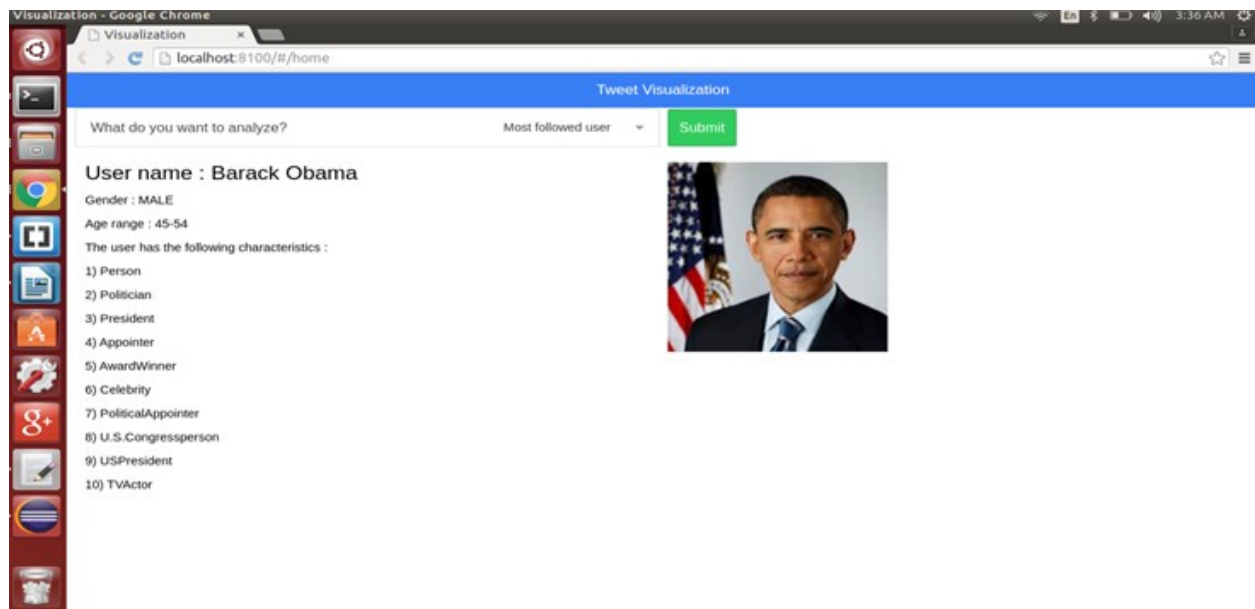 Visualization - Google Chrome
En 3:36 AM
Visualization ×
localhost:8100/#/home
Tweet Visualization
What do you want to analyze? Most followed user Submit
User name : Barack Obama
Gender : MALE
Age range : 45-54
The user has the following characteristics :
1) Person
2) Politician
3) President
4) Appointer
5) AwardWinner
6) Celebrity
7) PoliticalAppointer
8) U.S.Congressperson
9) USPresident
10) TVActor